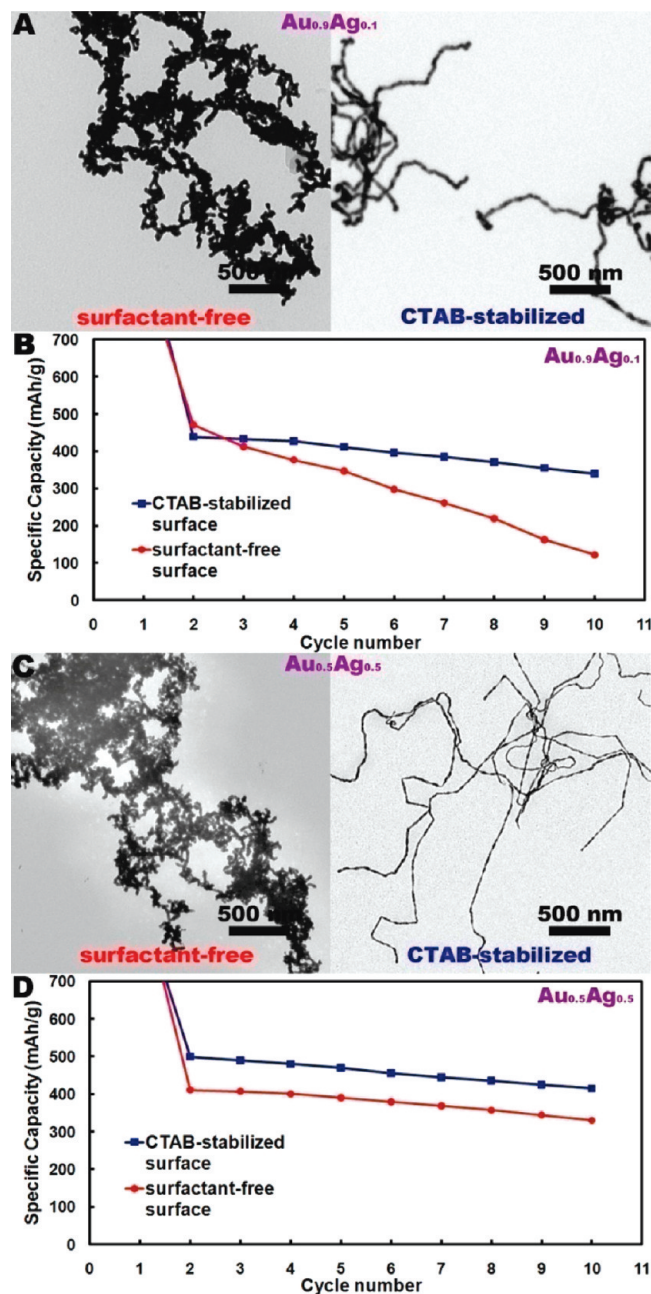 A
Au0.9Ag0.1
500 nm
500 nm
surfactant-free
CTAB-stabilized
B
Au0.9Ag0.1
Specific Capacity (mAh/g)
700
600
500
400
300
200
100
0
CTAB-stabilized
surface
surfactant-free
surface
0 1 2 3 4 5 6 7 8 9 10 11
Cycle number
C
Au0.5Ag0.5
500 nm
500 nm
surfactant-free
CTAB-stabilized
D
Au0.5Ag0.5
Specific Capacity (mAh/g)
700
600
500
400
300
200
100
0
CTAB-stabilized
surface
surfactant-free
surface
0 1 2 3 4 5 6 7 8 9 10 11
Cycle number